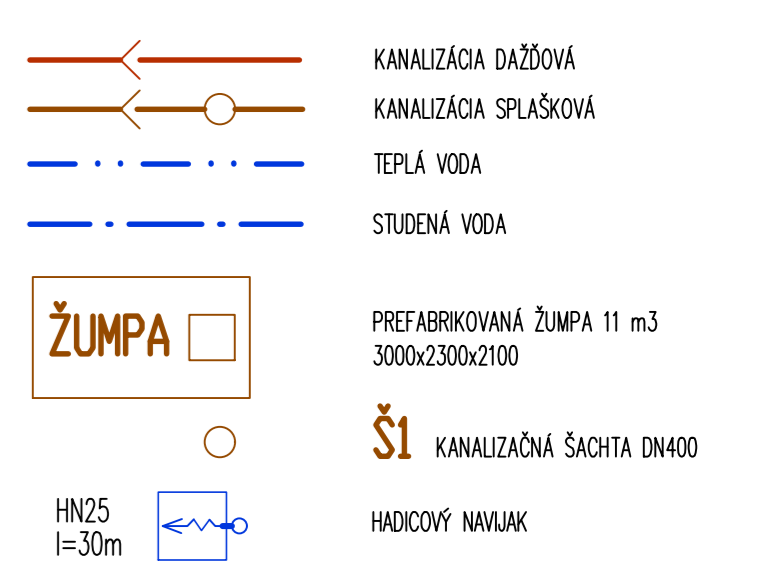 KANALIZÁCIA DAŽĎOVÁ
KANALIZÁCIA SPLAŠKOVÁ
TEPLÁ VODA
STUDENÁ VODA
ŽUMPA
PREFABRIKOVANÁ ŽUMPA 11 m3
3000x2300x2100
Š1 KANALIZAČNÁ ŠACHTA DN400
HN25
l=30m
HADICOVÝ NAVIJAK